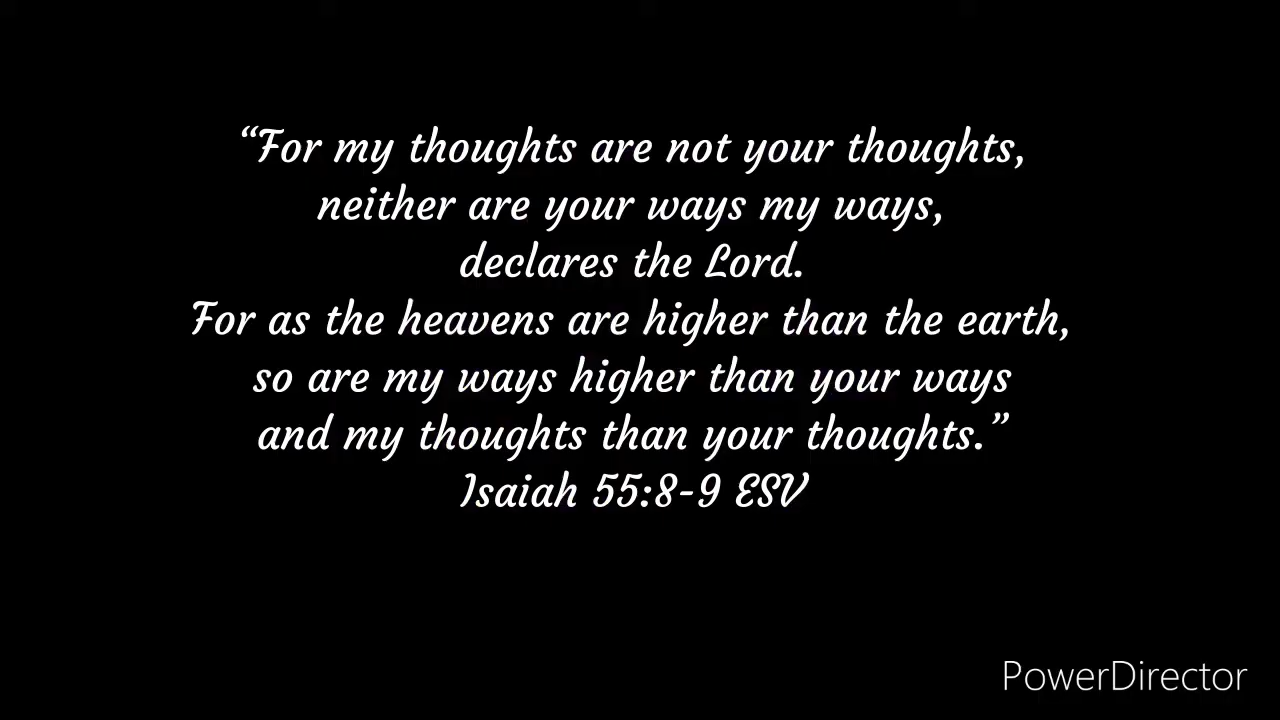 “For my thoughts are not your thoughts,
neither are your ways my ways,
declares the Lord.
For as the heavens are higher than the earth,
so are my ways higher than your ways
and my thoughts than your thoughts.”
Isaiah 55:8-9 ESV
PowerDirector